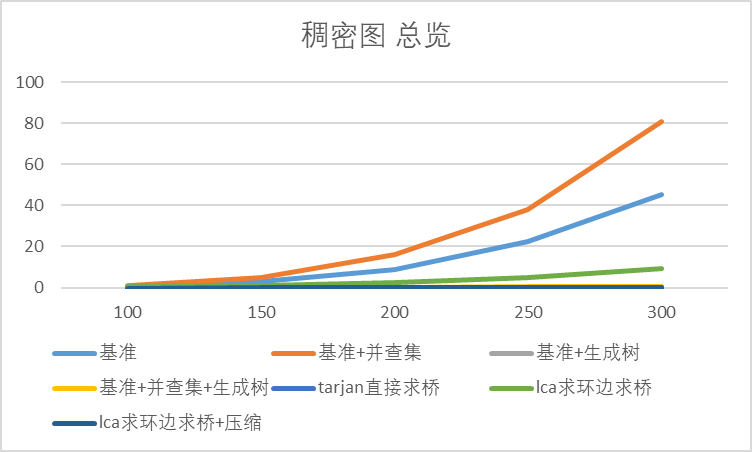 稠密图 总览
100
80
60
40
20
0
100 150 200 250 300
基准 基准+并查集 基准+生成树
基准+并查集+生成树 tarjan直接求桥 lca求环边求桥
lca求环边求桥+压缩